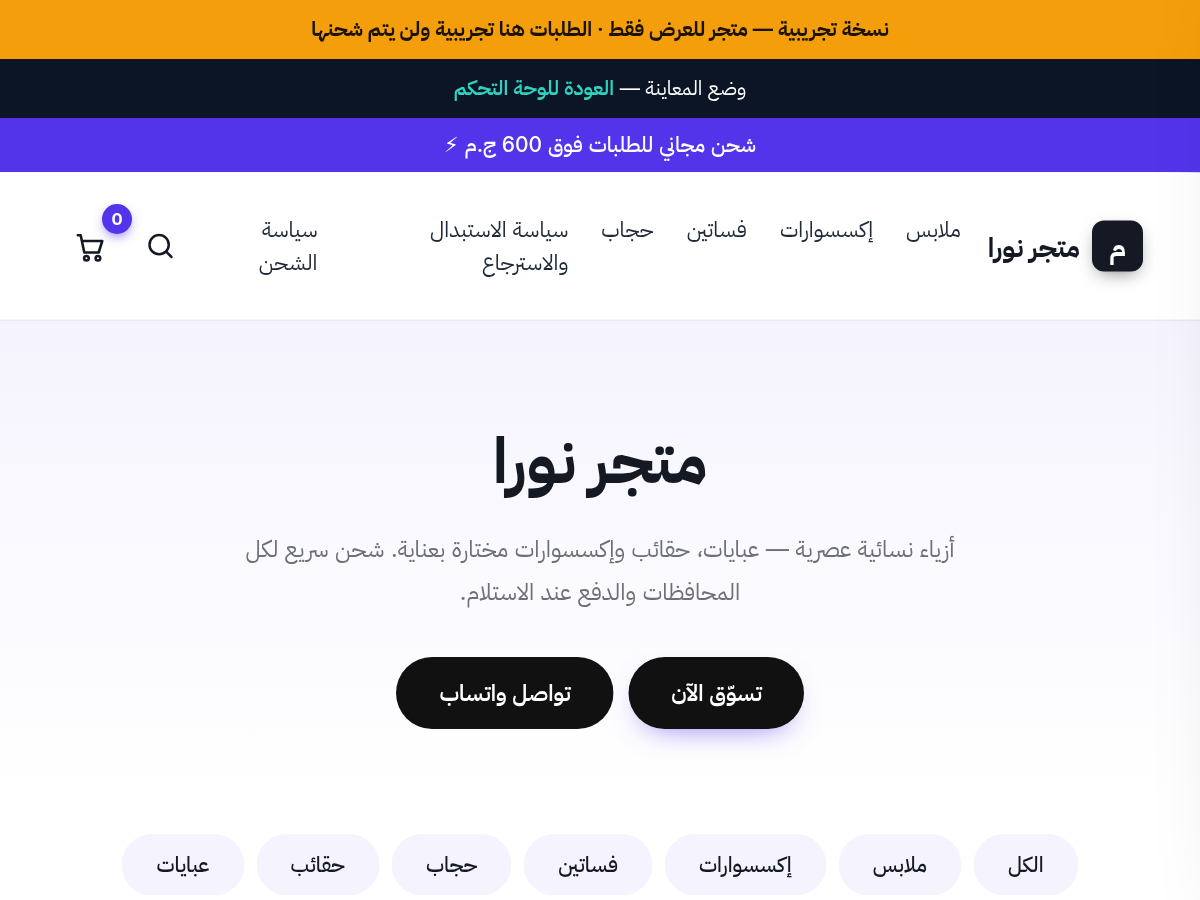 نسخة تجريبية — متجر للعرض فقط · الطلبات هنا تجريبية ولن يتم شحنها
وضع المعاينة — العودة للوحة التحكم
شحن مجاني للطلبات فوق 600 ج.م ⚡
م
متجر نورا
ملابس
إكسسوارات
فساتين
حجاب
سياسة الاستبدال
والاسترجاع
سياسة
الشحن
0
متجر نورا
أزياء نسائية عصرية — عبايات، حقائب وإكسسوارات مختارة بعناية. شحن سريع لكل
المحافظات والدفع عند الاستلام.
تسوّق الآن
تواصل واتساب
الكل
ملابس
إكسسوارات
فساتين
حجاب
حقائب
عبايات